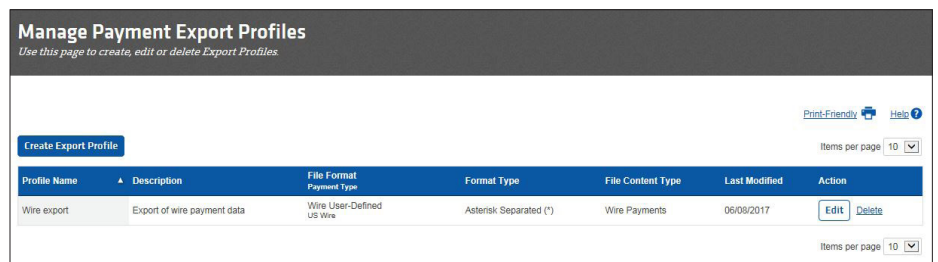 Manage Payment Export Profiles
Use this page to create, edit or delete Export Profiles.
Print-Friendly Help ?
Create Export Profile Items per page 10
Profile Name ▲ Description File Format Payment Type Format Type File Content Type Last Modified Action
Wire export Export of wire payment data Wire User-Defined US Wire Asterisk Separated (*) Wire Payments 06/08/2017 Edit Delete
Items per page 10